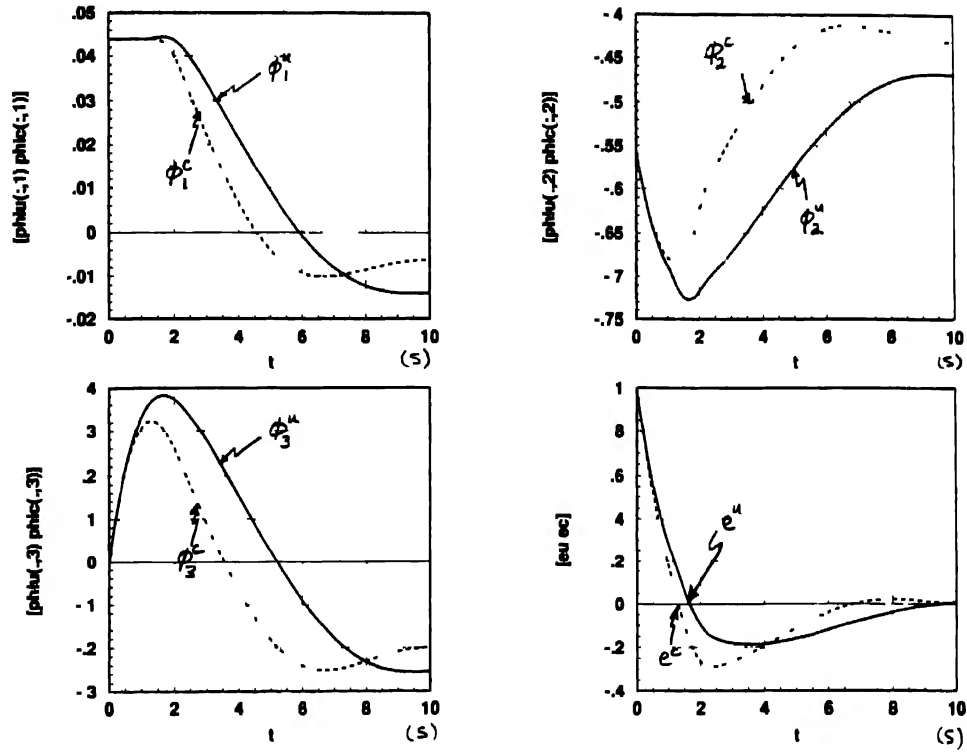 [phiu(:,1) phic(:,1)]
.05
.04
.03
.02
.01
0
-.01
-.02
ϕ₁ᵘ
ϕ₁ᶜ
0 2 4 6 8 10
t (s)
[phiu(:,2) phic(:,2)]
-.4
-.45
-.5
-.55
-.6
-.65
-.7
-.75
ϕ₂ᶜ
ϕ₂ᵘ
0 2 4 6 8 10
t (s)
[phiu(:,3) phic(:,3)]
4
3
.2
1
0
-1
-2
-3
ϕ₃ᵘ
ϕ₃ᶜ
0 2 4 6 8 10
t (s)
[eu ec]
1
.8
.6
.4
.2
0
-.2
-.4
eᵘ
eᶜ
0 2 4 6 8 10
t (s)